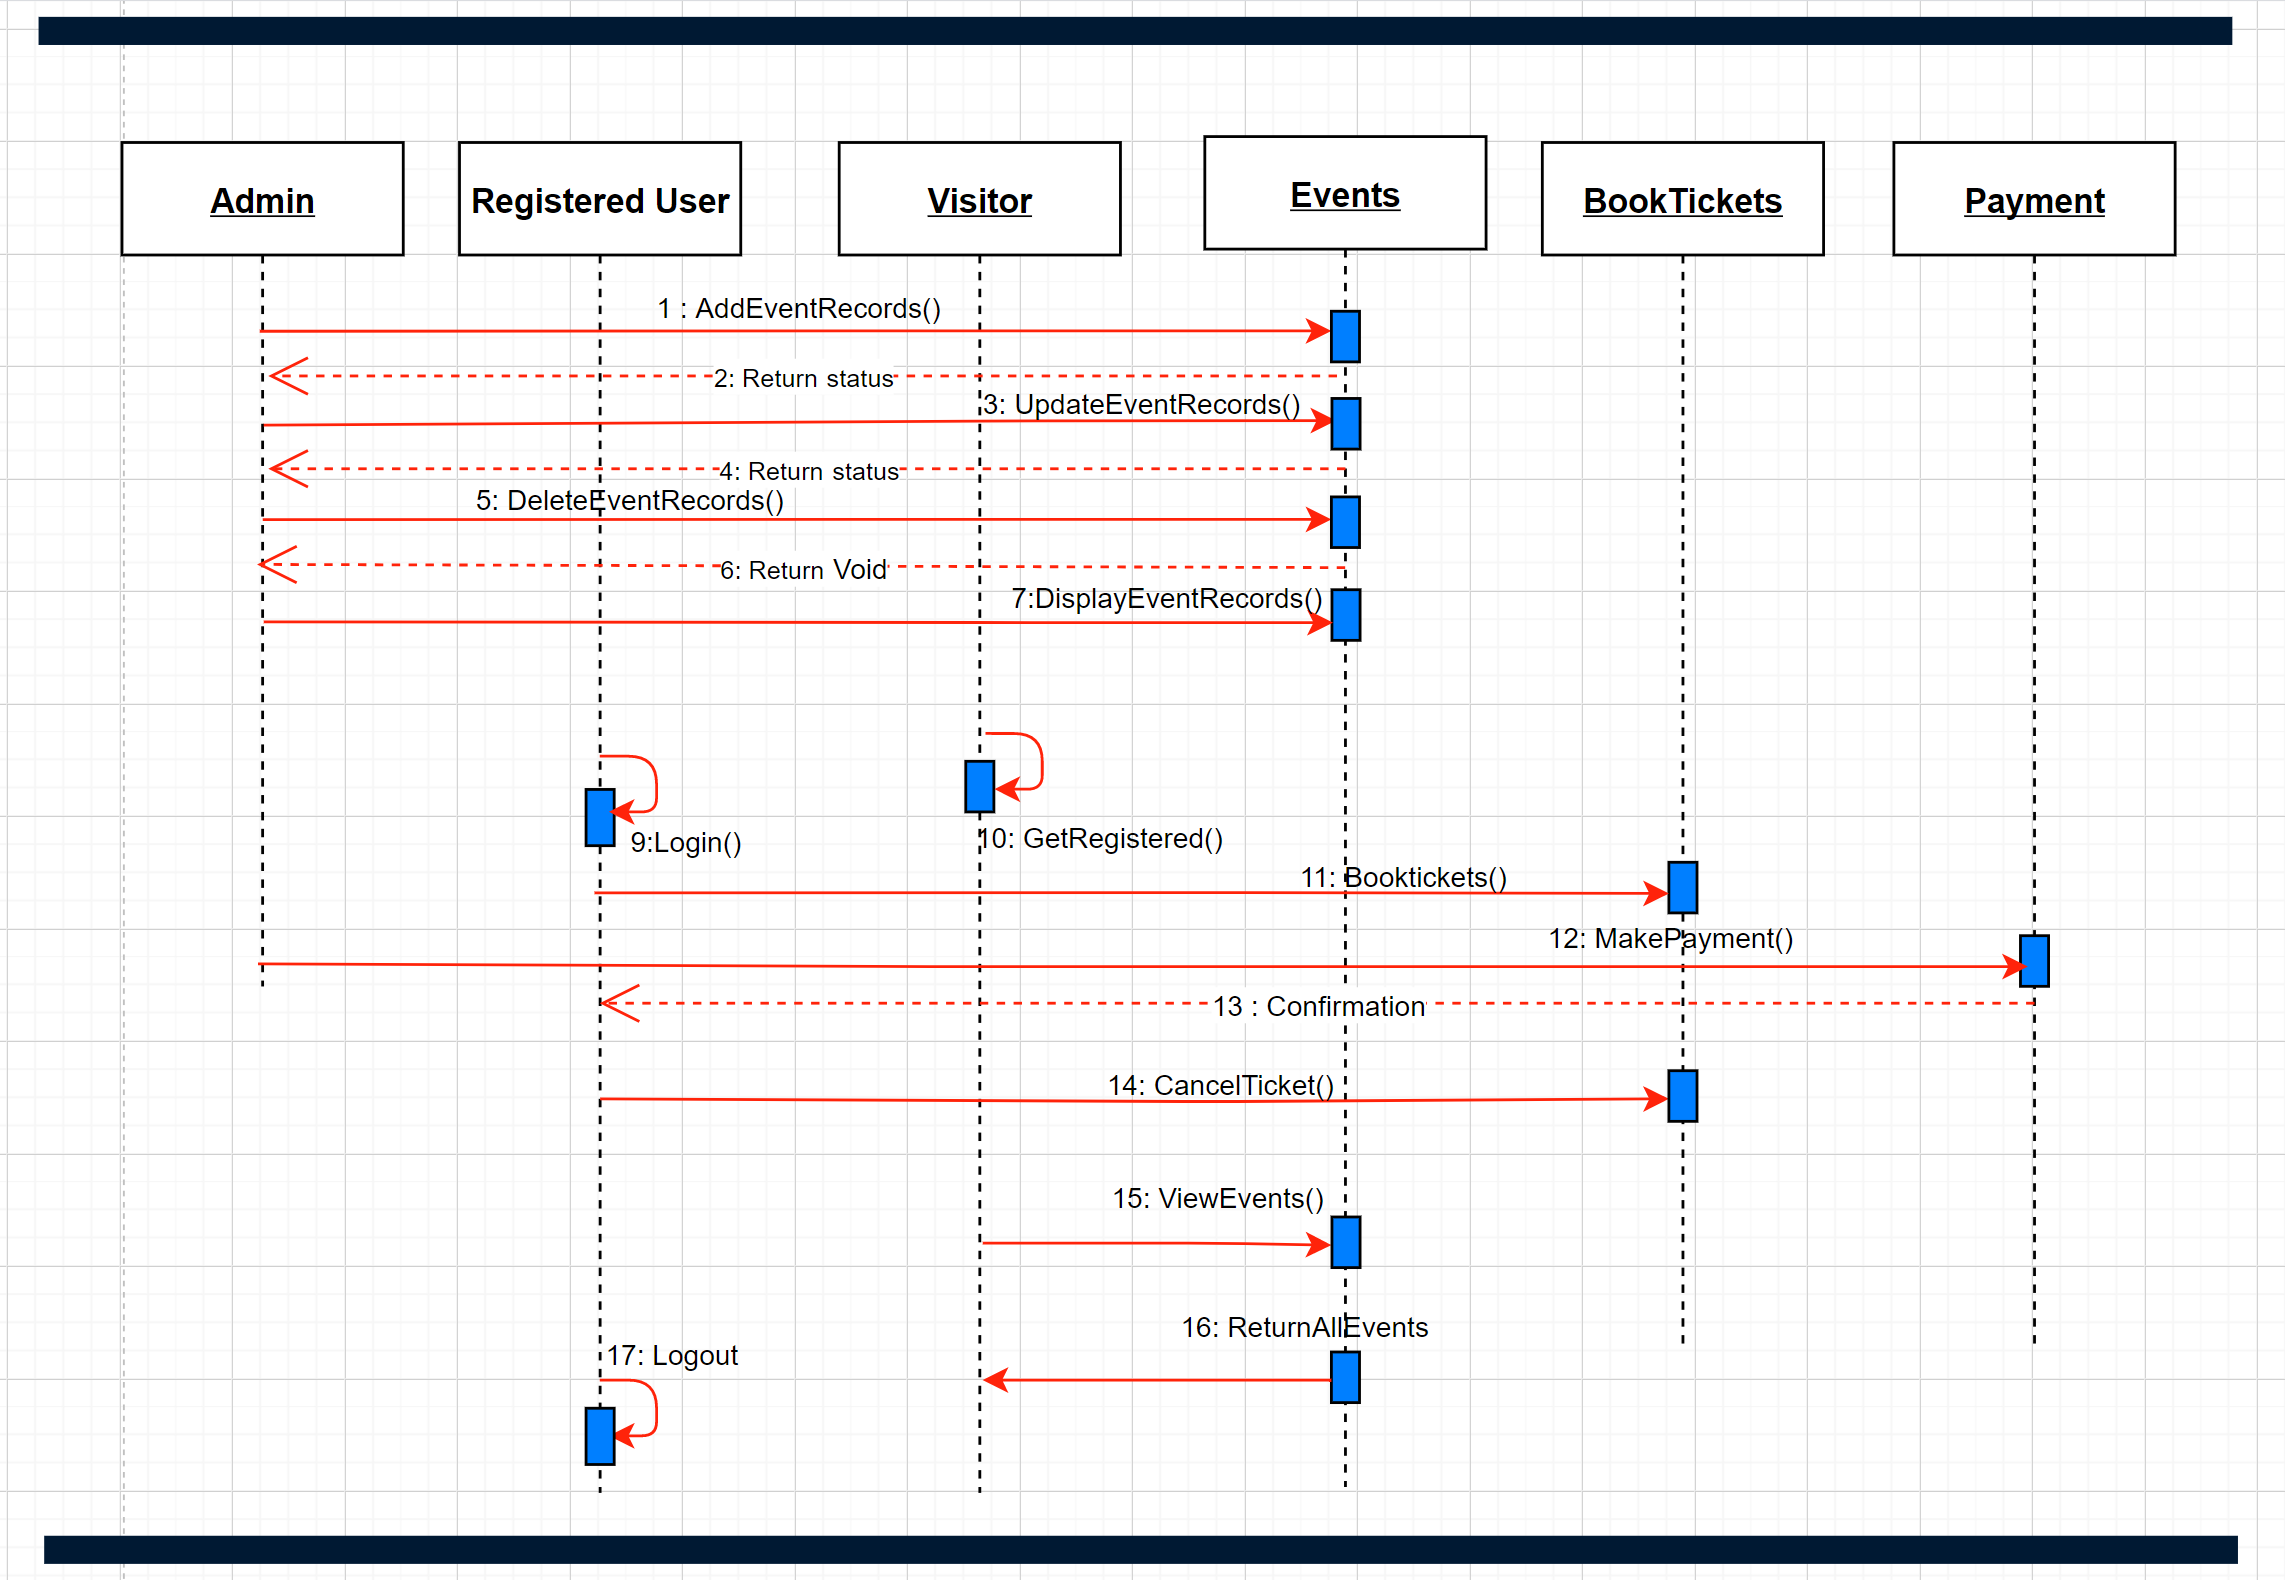 Admin
Registered User
Visitor
Events
BookTickets
Payment
1 : AddEventRecords()
2: Return status
3: UpdateEventRecords()
4: Return status
5: DeleteEventRecords()
6: Return Void
7:DisplayEventRecords()
9:Login()
10: GetRegistered()
11: Booktickets()
12: MakePayment()
13 : Confirmation
14: CancelTicket()
15: ViewEvents()
16: ReturnAllEvents
17: Logout